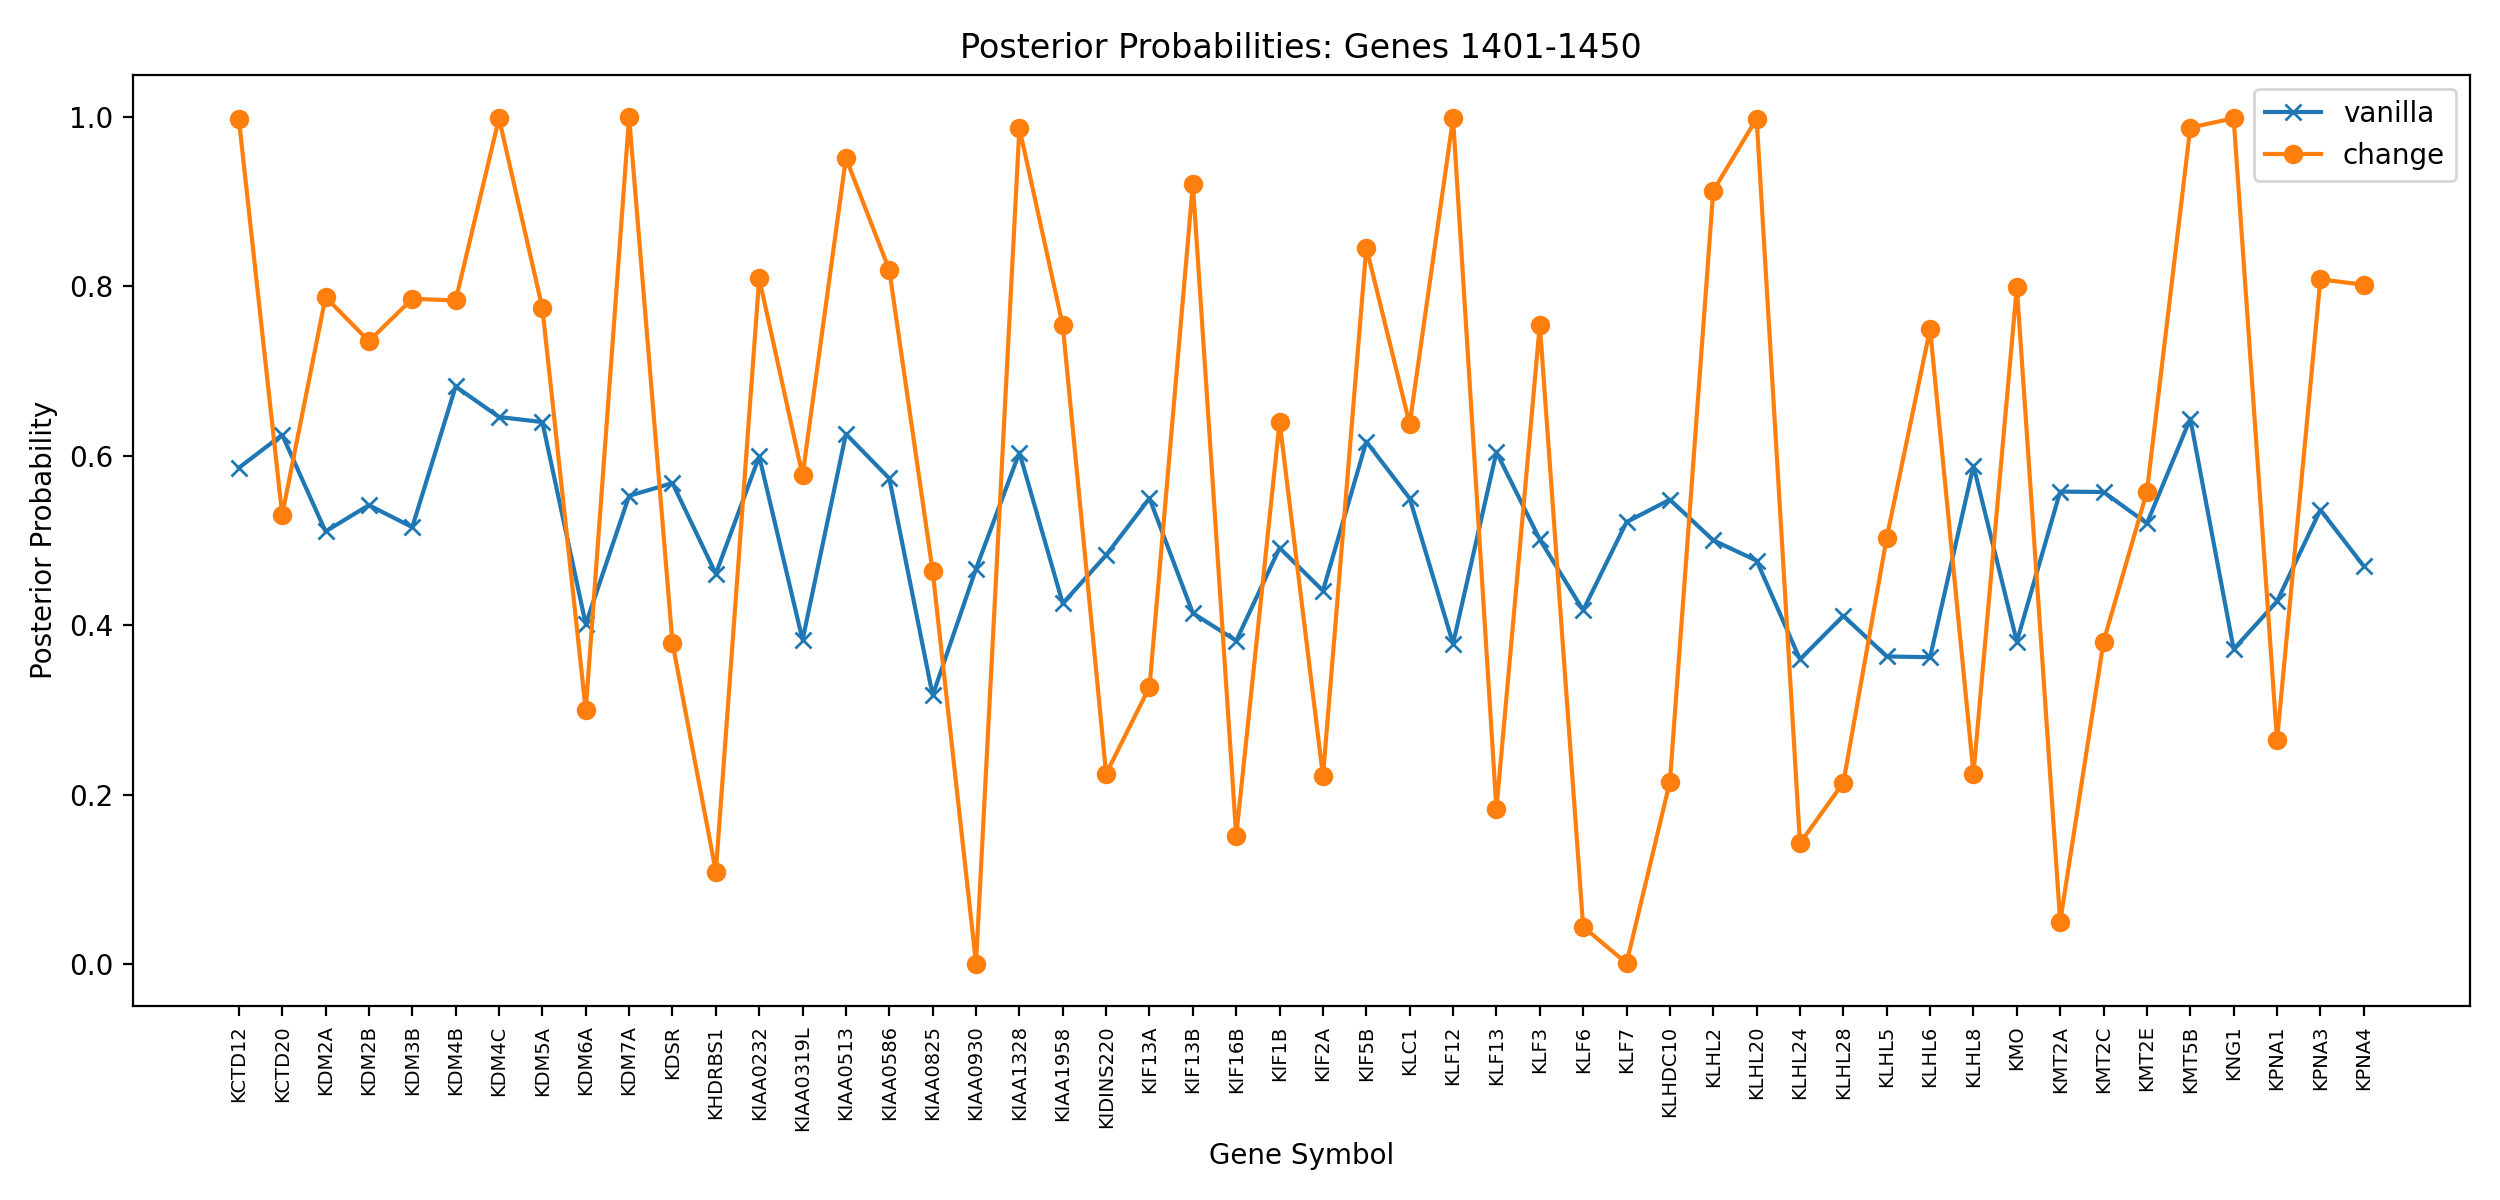 Posterior Probabilities: Genes 1401-1450
vanilla
change
Posterior Probability
1.0
0.8
0.6
0.4
0.2
0.0
KCTD12
KCTD20
KDM2A
KDM2B
KDM3B
KDM4B
KDM4C
KDM5A
KDM6A
KDM7A
KDSR
KHDRBS1
KIAA0232
KIAA0319L
KIAA0513
KIAA0586
KIAA0825
KIAA0930
KIAA1328
KIAA1958
KIDINS220
KIF13A
KIF13B
KIF16B
KIF1B
KIF2A
KIF5B
KLC1
KLF12
KLF13
KLF3
KLF6
KLF7
KLHDC10
KLHL2
KLHL20
KLHL24
KLHL28
KLHL5
KLHL6
KLHL8
KMO
KMT2A
KMT2C
KMT2E
KMT5B
KNG1
KPNA1
KPNA3
KPNA4
Gene Symbol